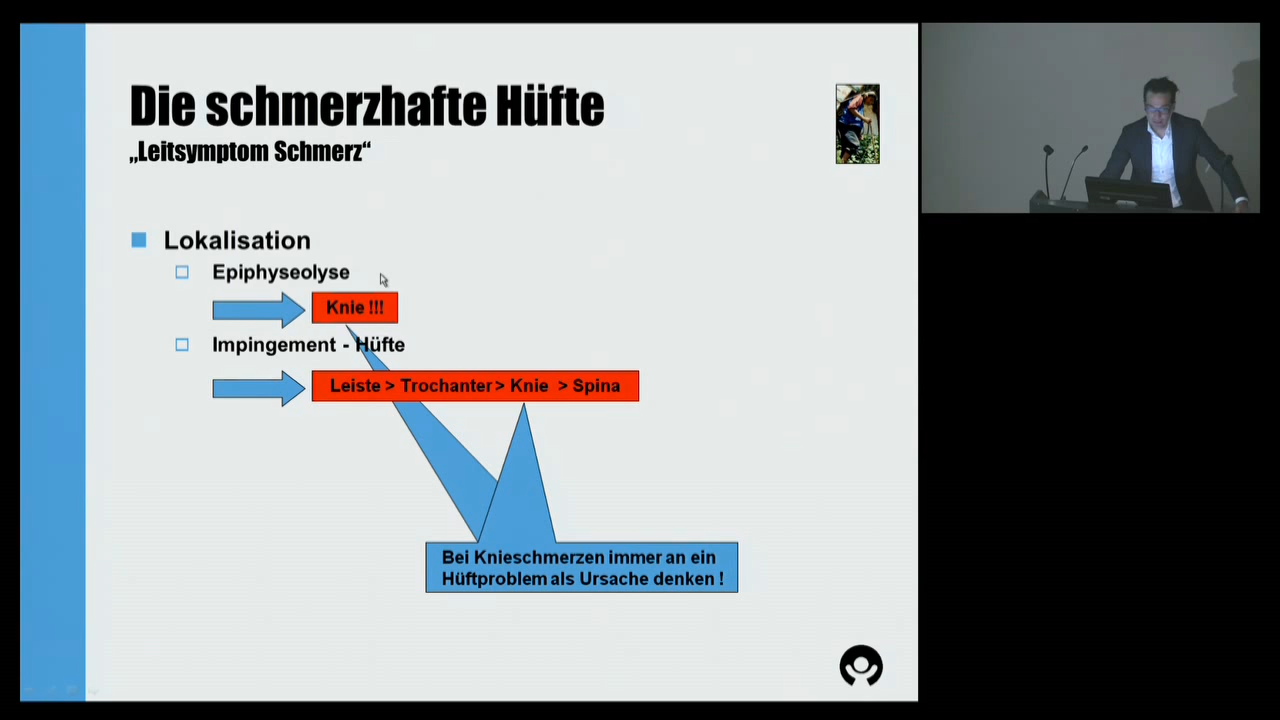 Die schmerzhafte Hüfte
„Leitsymptom Schmerz“
Lokalisation
Epiphyseolyse
Knie !!!
Impingement - Hüfte
Leiste > Trochanter > Knie > Spina
Bei Knieschmerzen immer an ein
Hüftproblem als Ursache denken !